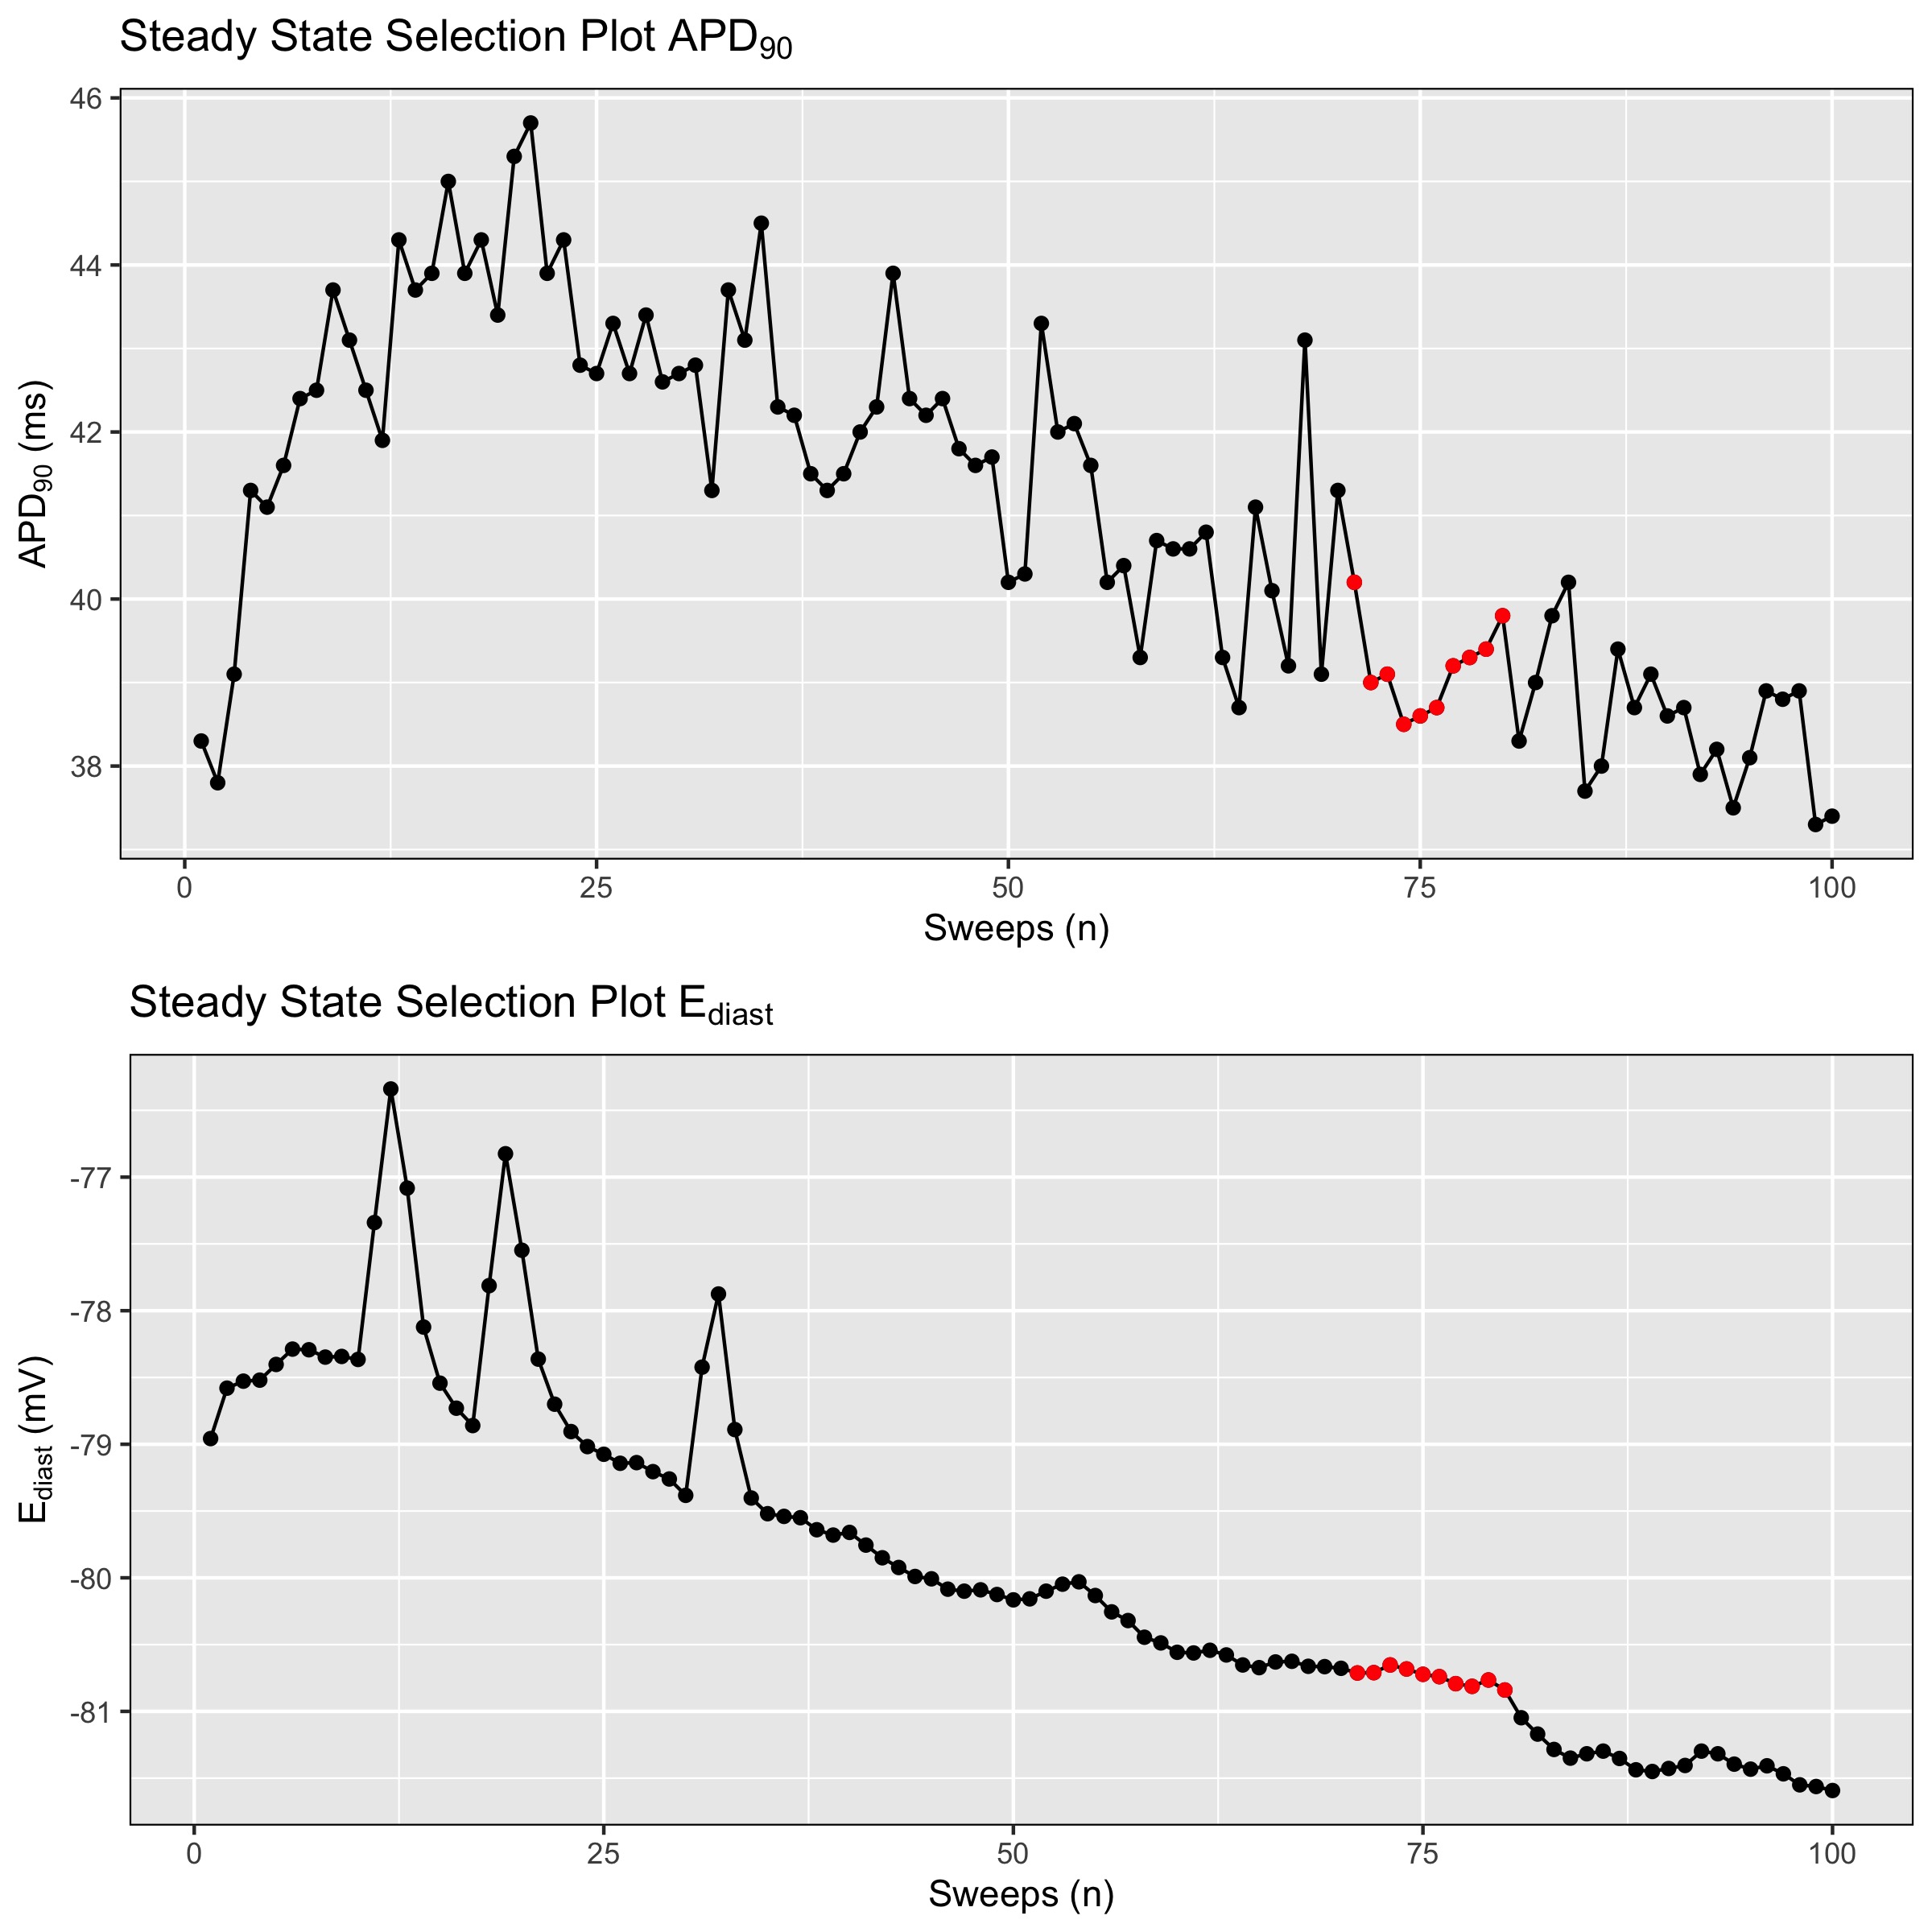 Steady State Selection Plot APD90
46
44
42
40
38
APD90 (ms)
0 25 50 75 100
Sweeps (n)
Steady State Selection Plot Ediast
-77
-78
-79
-80
-81
Ediast (mV)
0 25 50 75 100
Sweeps (n)